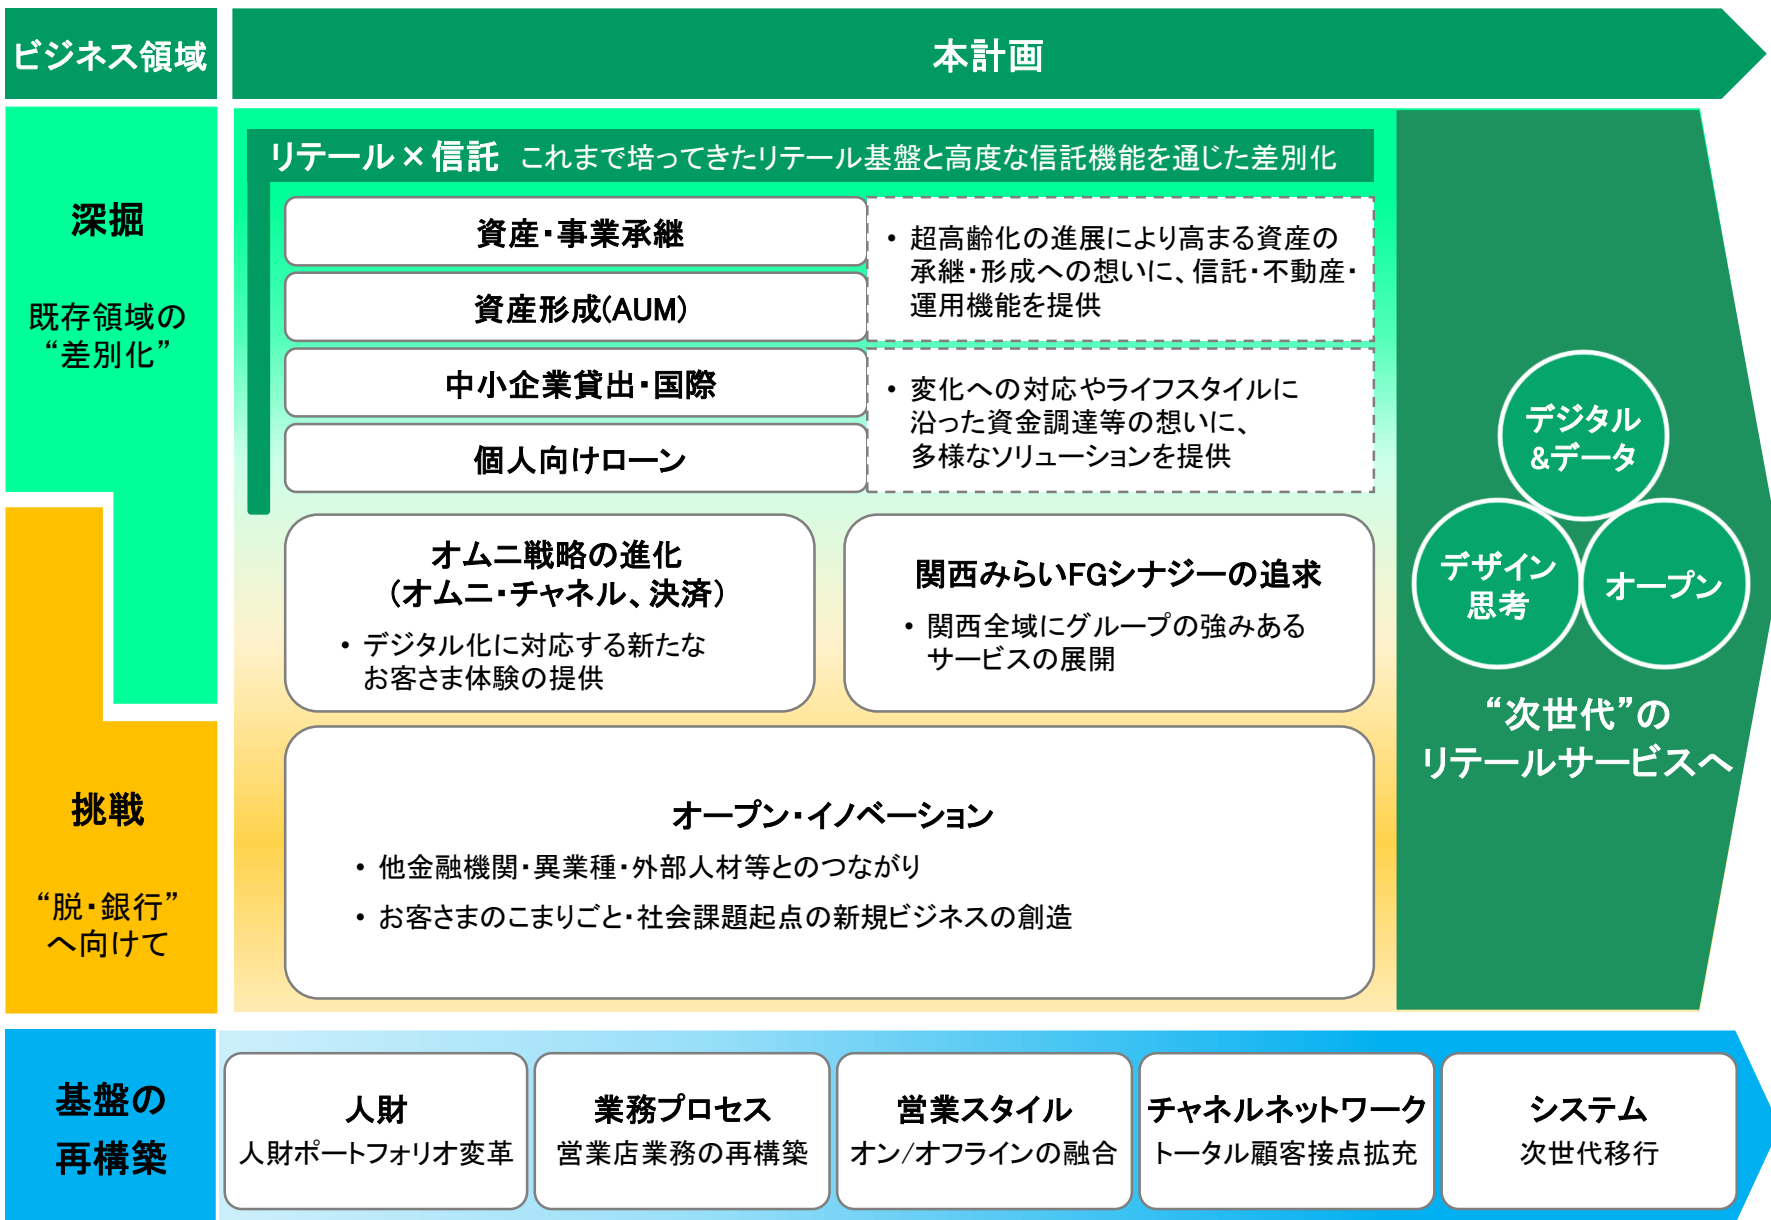 ビジネス領域
本計画
深掘
既存領域の
“差別化”
リテール×信託 これまで培ってきたリテール基盤と高度な信託機能を通じた差別化
資産・事業承継
資産形成(AUM)
• 超高齢化の進展により高まる資産の
承継・形成への想いに、信託・不動産・
運用機能を提供
中小企業貸出・国際
個人向けローン
• 変化への対応やライフスタイルに
沿った資金調達等の想いに、
多様なソリューションを提供
オムニ戦略の進化
(オムニ・チャネル、決済)
• デジタル化に対応する新たな
お客さま体験の提供
関西みらいFGシナジーの追求
• 関西全域にグループの強みある
サービスの展開
挑戦
“脱・銀行”
へ向けて
オープン・イノベーション
• 他金融機関・異業種・外部人材等とのつながり
• お客さまのこまりごと・社会課題起点の新規ビジネスの創造
デジタル
&データ
デザイン
思考
オープン
“次世代”の
リテールサービスへ
基盤の
再構築
人財
人財ポートフォリオ変革
業務プロセス
営業店業務の再構築
営業スタイル
オン/オフラインの融合
チャネルネットワーク
トータル顧客接点拡充
システム
次世代移行